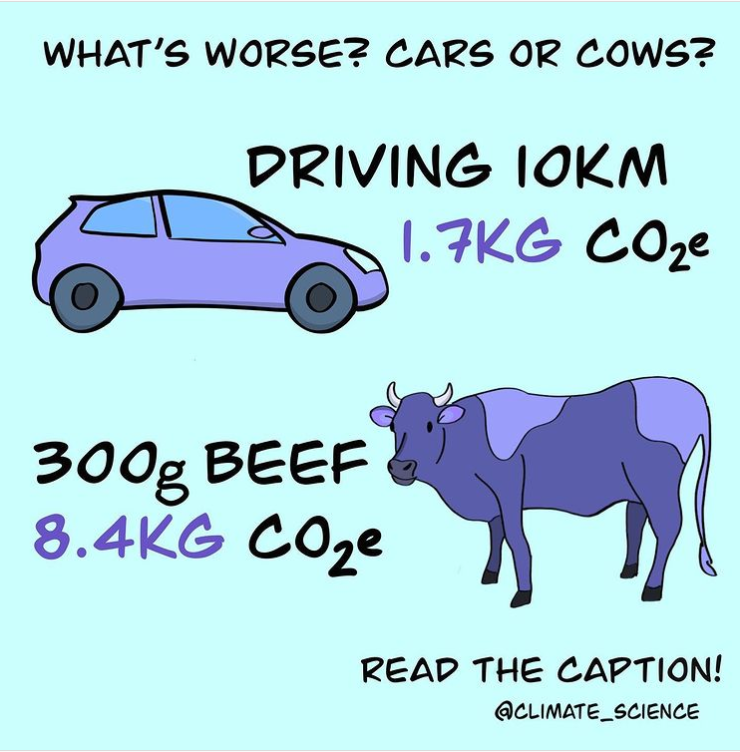 WHAT'S WORSE? CARS OR COWS?
DRIVING 10KM
1.7KG CO₂e
300g BEEF
8.4KG CO₂e
READ THE CAPTION!
@CLIMATE_SCIENCE